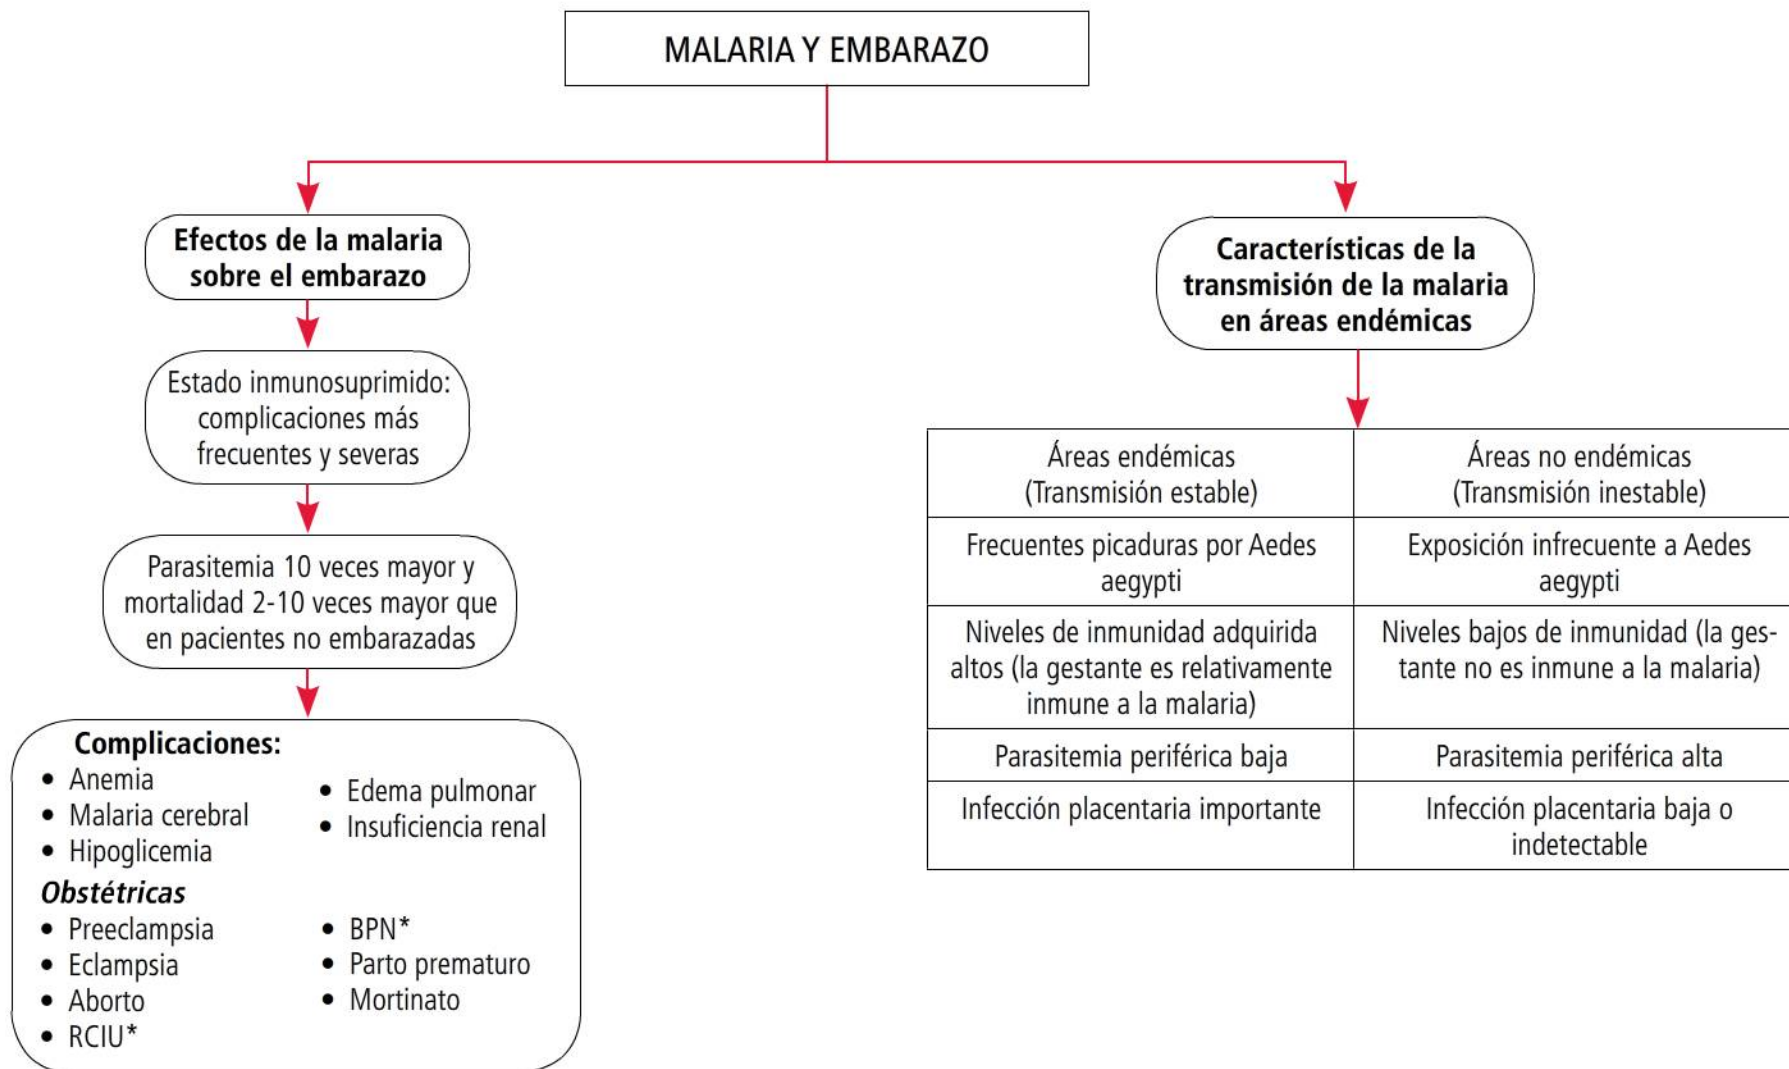 MALARIA Y EMBARAZO
Efectos de la malaria
sobre el embarazo
Estado inmunosuprimido:
complicaciones más
frecuentes y severas
Parasitemia 10 veces mayor y
mortalidad 2-10 veces mayor que
en pacientes no embarazadas
Complicaciones:
• Anemia
• Malaria cerebral
• Hipoglicemia
• Edema pulmonar
• Insuficiencia renal
Obstétricas
• Preeclampsia
• Eclampsia
• Aborto
• RCIU*
• BPN*
• Parto prematuro
• Mortinato
Característísticas de la
transmisión de la malaria
en áreas endémicas
Áreas endémicas
(Transmisión estable)
Áreas no endémicas
(Transmisión inestable)
Frecuentes picaduras por Aedes
aegypti
Exposición infrecuente a Aedes
aegypti
Niveles de inmunidad adquirida
altos (la gestante es relativamente
inmune a la malaria)
Niveles bajos de inmunidad (la ges-
tante no es inmune a la malaria)
Parasitemia periférica baja
Parasitemia periférica alta
Infección placentaria importante
Infección placentaria baja o
indetectable